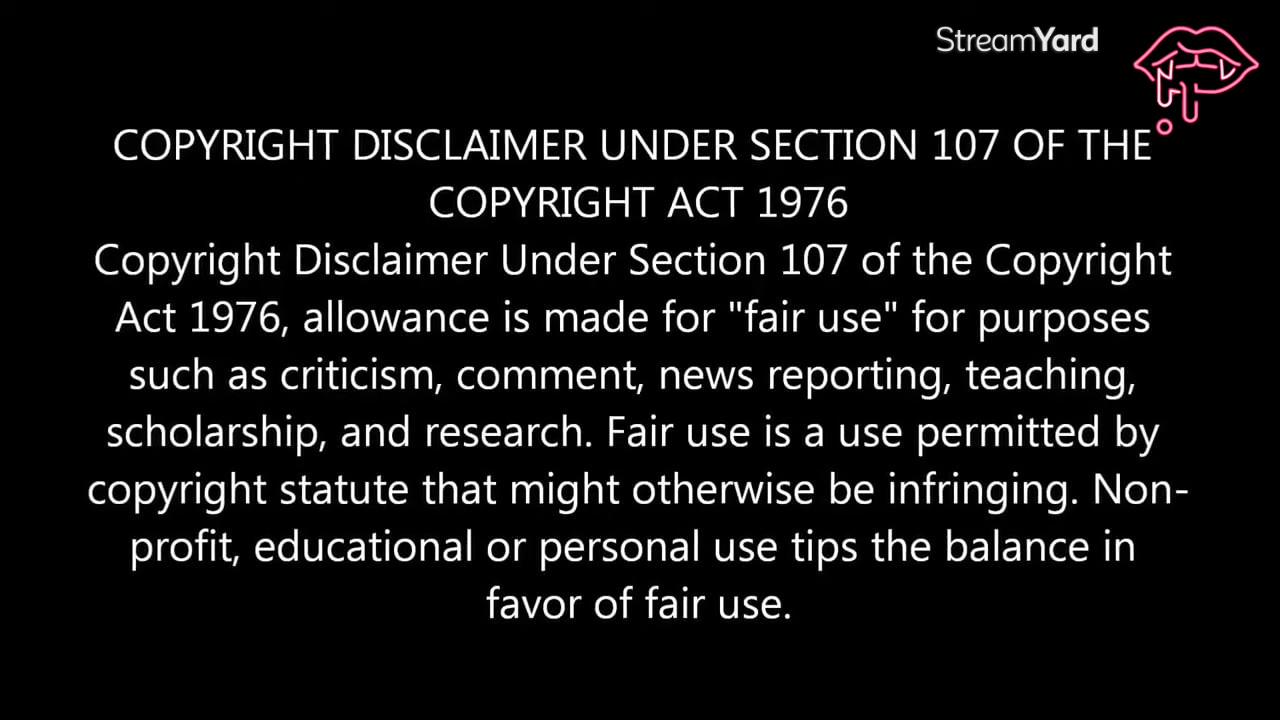 StreamYard
COPYRIGHT DISCLAIMER UNDER SECTION 107 OF THE
COPYRIGHT ACT 1976
Copyright Disclaimer Under Section 107 of the Copyright
Act 1976, allowance is made for "fair use" for purposes
such as criticism, comment, news reporting, teaching,
scholarship, and research. Fair use is a use permitted by
copyright statute that might otherwise be infringing. Non-
profit, educational or personal use tips the balance in
favor of fair use.